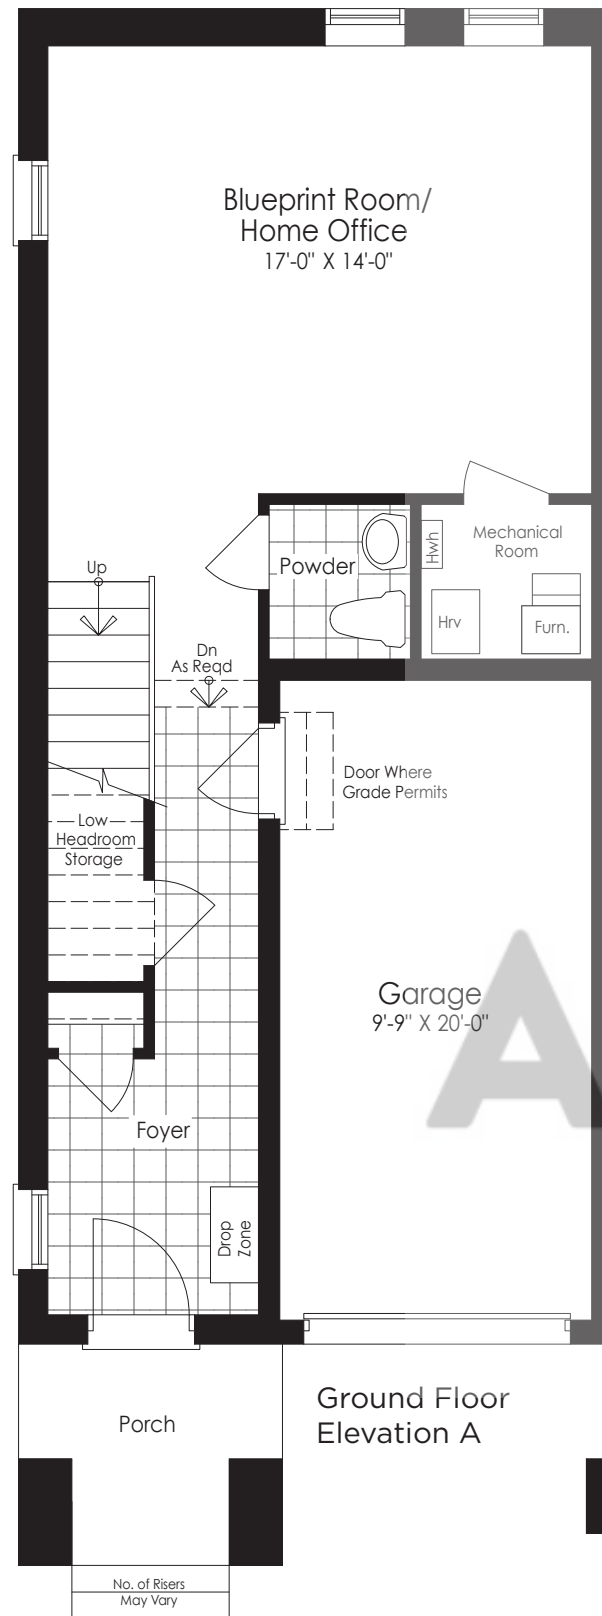 Blueprint Room/
Home Office
17'-0" X 14'-0"
Mechanical
Room
Hwh
Powder
Hrv
Furn.
Up
Dn
As Reqd
Door Where
Grade Permits
Low
Headroom
Storage
Garage
9'-9" X 20'-0"
A
Foyer
Drop
Zone
Ground Floor
Elevation A
Porch
No. of Risers
May Vary